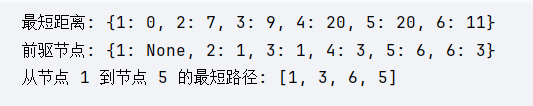 最短距离: {1: 0, 2: 7, 3: 9, 4: 20, 5: 20, 6: 11}
前驱节点: {1: None, 2: 1, 3: 1, 4: 3, 5: 6, 6: 3}
从节点 1 到节点 5 的最短路径: [1, 3, 6, 5]